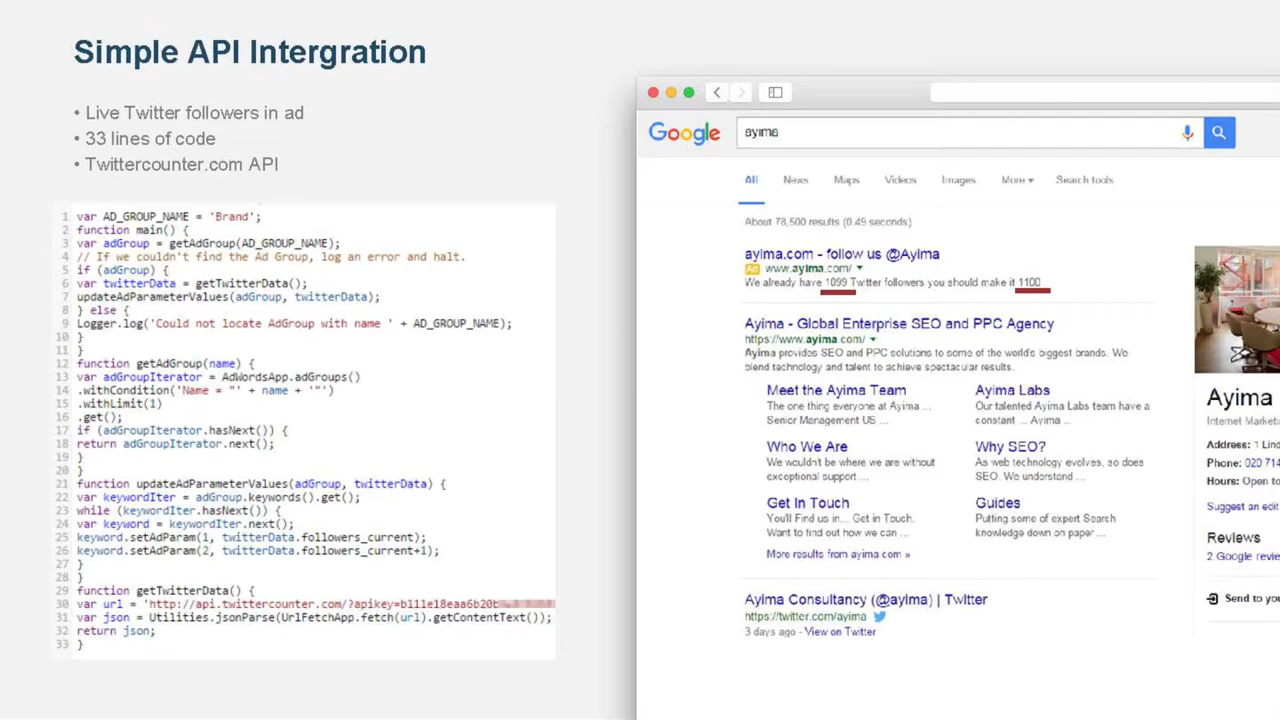 Simple API Intergration
• Live Twitter followers in ad
• 33 lines of code
• Twittercounter.com API
1 var AD_GROUP_NAME = 'Brand';
2 function main() {
3 var adGroup = getAdGroup(AD_GROUP_NAME);
4 // If we couldn't find the Ad Group, log an error and halt.
5 if (adGroup) {
6 var twitterData = getTwitterData();
7 updateAdParameterValues(adGroup, twitterData);
8 } else {
9 Logger.log('Could not locate AdGroup with name ' + AD_GROUP_NAME);
10 }
11 }
12 function getAdGroup(name) {
13 var adGroupIterator = AdWordsApp.adGroups()
14 .withCondition('Name = "' + name + '"')
15 .withLimit(1)
16 .get();
17 if (adGroupIterator.hasNext()) {
18 return adGroupIterator.next();
19 }
20 }
21 function updateAdParameterValues(adGroup, twitterData) {
22 var keywordIter = adGroup.keywords().get();
23 while (keywordIter.hasNext()) {
24 var keyword = keywordIter.next();
25 keyword.setAdParam(1, twitterData.followers_current);
26 keyword.setAdParam(2, twitterData.followers_current+1);
27 }
28 }
29 function getTwitterData() {
30 var url = 'http://api.twittercounter.com/?apikey=b111e18eaa6b20b
31 var json = Utilities.jsonParse(UrlFetchApp.fetch(url).getContentText());
32 return json;
33 }
Google
ayima
All News Maps Videos Images More Search tools
About 78,500 results (0.49 seconds)
ayima.com - follow us @Ayima
Ad www.ayima.com/
We already have 1099 Twitter followers you should make it 1100
Ayima - Global Enterprise SEO and PPC Agency
https://www.ayima.com/
Ayima provides SEO and PPC solutions to some of the world's biggest brands. We
blend technology and talent to achieve spectacular results.
Meet the Ayima Team
The one thing everyone at Ayima ...
Senior Management US ...
Ayima Labs
Our talented Ayima Labs team have a
constant ... Ayima ...
Who We Are
We wouldn't be where we are without
exceptional support ...
Why SEO?
As web technology evolves, so does
SEO. We understand ...
Get In Touch
You'll Find us in... Get in Touch.
Want to find out how we can ...
Guides
Putting some of expert Search
knowledge down on paper ...
More results from ayima.com »
Ayima Consultancy (@ayima) | Twitter
https://twitter.com/ayima
3 days ago - View on Twitter
Ayima
Internet Marketi
Address: 1 Lind
Phone: 020 714
Hours: Open to
Suggest an edit
Reviews
2 Google revie
Send to you